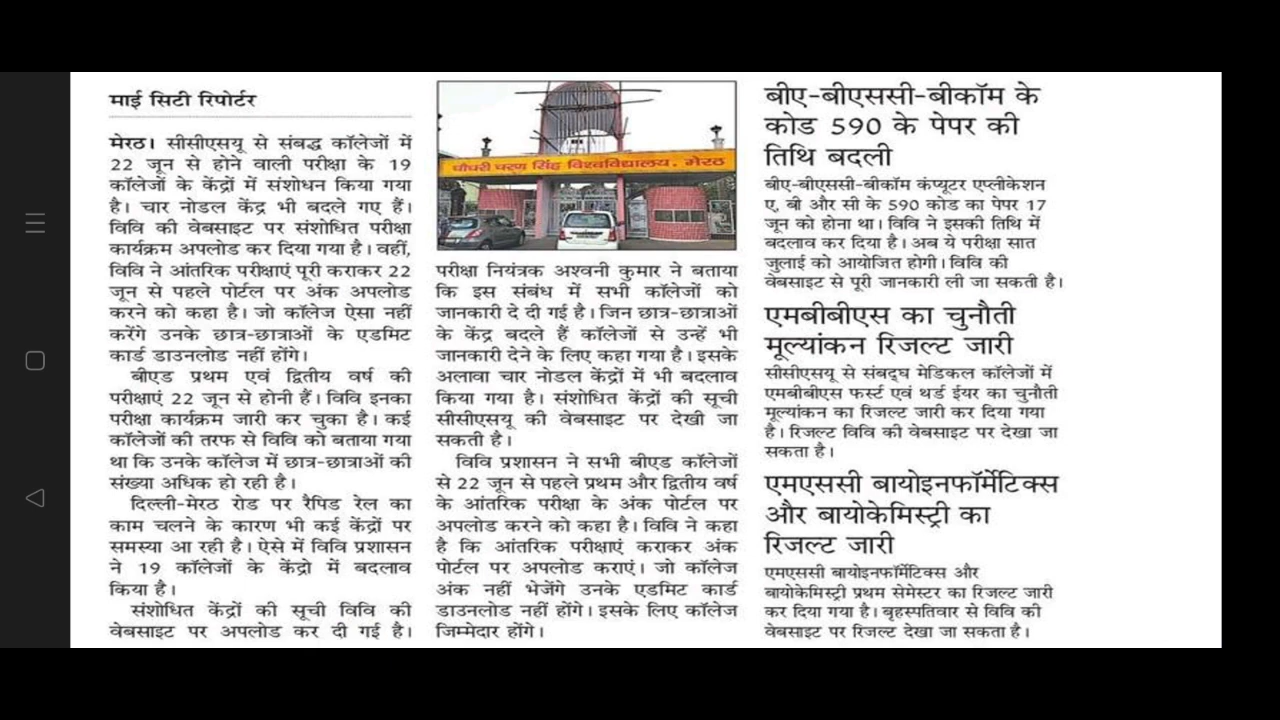 माई सिटी रिपोर्टर
मेरठ। सीसीएसयू से संबद्ध कॉलेजों में
22 जून से होने वाली परीक्षा के 19
कॉलेजों के केंद्रों में संशोधन किया गया
है। चार नोडल केंद्र भी बदले गए हैं।
विवि की वेबसाइट पर संशोधित परीक्षा
कार्यक्रम अपलोड कर दिया गया है। वहीं,
विवि ने आंतरिक परीक्षाएं पूरी कराकर 22
जून से पहले पोर्टल पर अंक अपलोड
करने को कहा है। जो कॉलेज ऐसा नहीं
करेंगे उनके छात्र-छात्राओं के एडमिट
कार्ड डाउनलोड नहीं होंगे।
बीएड प्रथम एवं द्वितीय वर्ष की
परीक्षाएं 22 जून से होनी हैं। विवि इनका
परीक्षा कार्यक्रम जारी कर चुका है। कई
कॉलेजों की तरफ से विवि को बताया गया
था कि उनके कॉलेज में छात्र-छात्राओं की
संख्या अधिक हो रही है।
दिल्ली-मेरठ रोड पर रैपिड रेल का
काम चलने के कारण भी कई केंद्रों पर
समस्या आ रही है। ऐसे में विवि प्रशासन
ने 19 कॉलेजों के केंद्रो में बदलाव
किया है।
संशोधित केंद्रों की सूची विवि की
वेबसाइट पर अपलोड कर दी गई है।
चौधरी चरण सिंह विश्वविद्यालय, मेरठ
परीक्षा नियंत्रक अश्वनी कुमार ने बताया
कि इस संबंध में सभी कॉलेजों को
जानकारी दे दी गई है। जिन छात्र-छात्राओं
के केंद्र बदले हैं कॉलेजों से उन्हें भी
जानकारी देने के लिए कहा गया है। इसके
अलावा चार नोडल केंद्रों में भी बदलाव
किया गया है। संशोधित केंद्रों की सूची
सीसीएसयू की वेबसाइट पर देखी जा
सकती है।
विवि प्रशासन ने सभी बीएड कॉलेजों
से 22 जून से पहले प्रथम और द्वितीय वर्ष
के आंतरिक परीक्षा के अंक पोर्टल पर
अपलोड करने को कहा है। विवि ने कहा
है कि आंतरिक परीक्षाएं कराकर अंक
पोर्टल पर अपलोड कराएं। जो कॉलेज
अंक नहीं भेजेंगे उनके एडमिट कार्ड
डाउनलोड नहीं होंगे। इसके लिए कॉलेज
जिम्मेदार होंगे।
बीए-बीएससी-बीकॉम के
कोड 590 के पेपर की
तिथि बदली
बीए-बीएससी-बीकॉम कंप्यूटर एप्लीकेशन
ए, बी और सी के 590 कोड का पेपर 17
जून को होना था। विवि ने इसकी तिथि में
बदलाव कर दिया है। अब ये परीक्षा सात
जुलाई को आयोजित होगी। विवि की
वेबसाइट से पूरी जानकारी ली जा सकती है।
एमबीबीएस का चुनौती
मूल्यांकन रिजल्ट जारी
सीसीएसयू से संबद्ध मेडिकल कॉलेजों में
एमबीबीएस फर्स्ट एवं थर्ड ईयर का चुनौती
मूल्यांकन का रिजल्ट जारी कर दिया गया
है। रिजल्ट विवि की वेबसाइट पर देखा जा
सकता है।
एमएससी बायोइनफॉर्मेटिक्स
और बायोकेमिस्ट्री का
रिजल्ट जारी
एमएससी बायोइनफॉर्मेटिक्स और
बायोकेमिस्ट्री प्रथम सेमेस्टर का रिजल्ट जारी
कर दिया गया है। बृहस्पतिवार से विवि की
वेबसाइट पर रिजल्ट देखा जा सकता है।